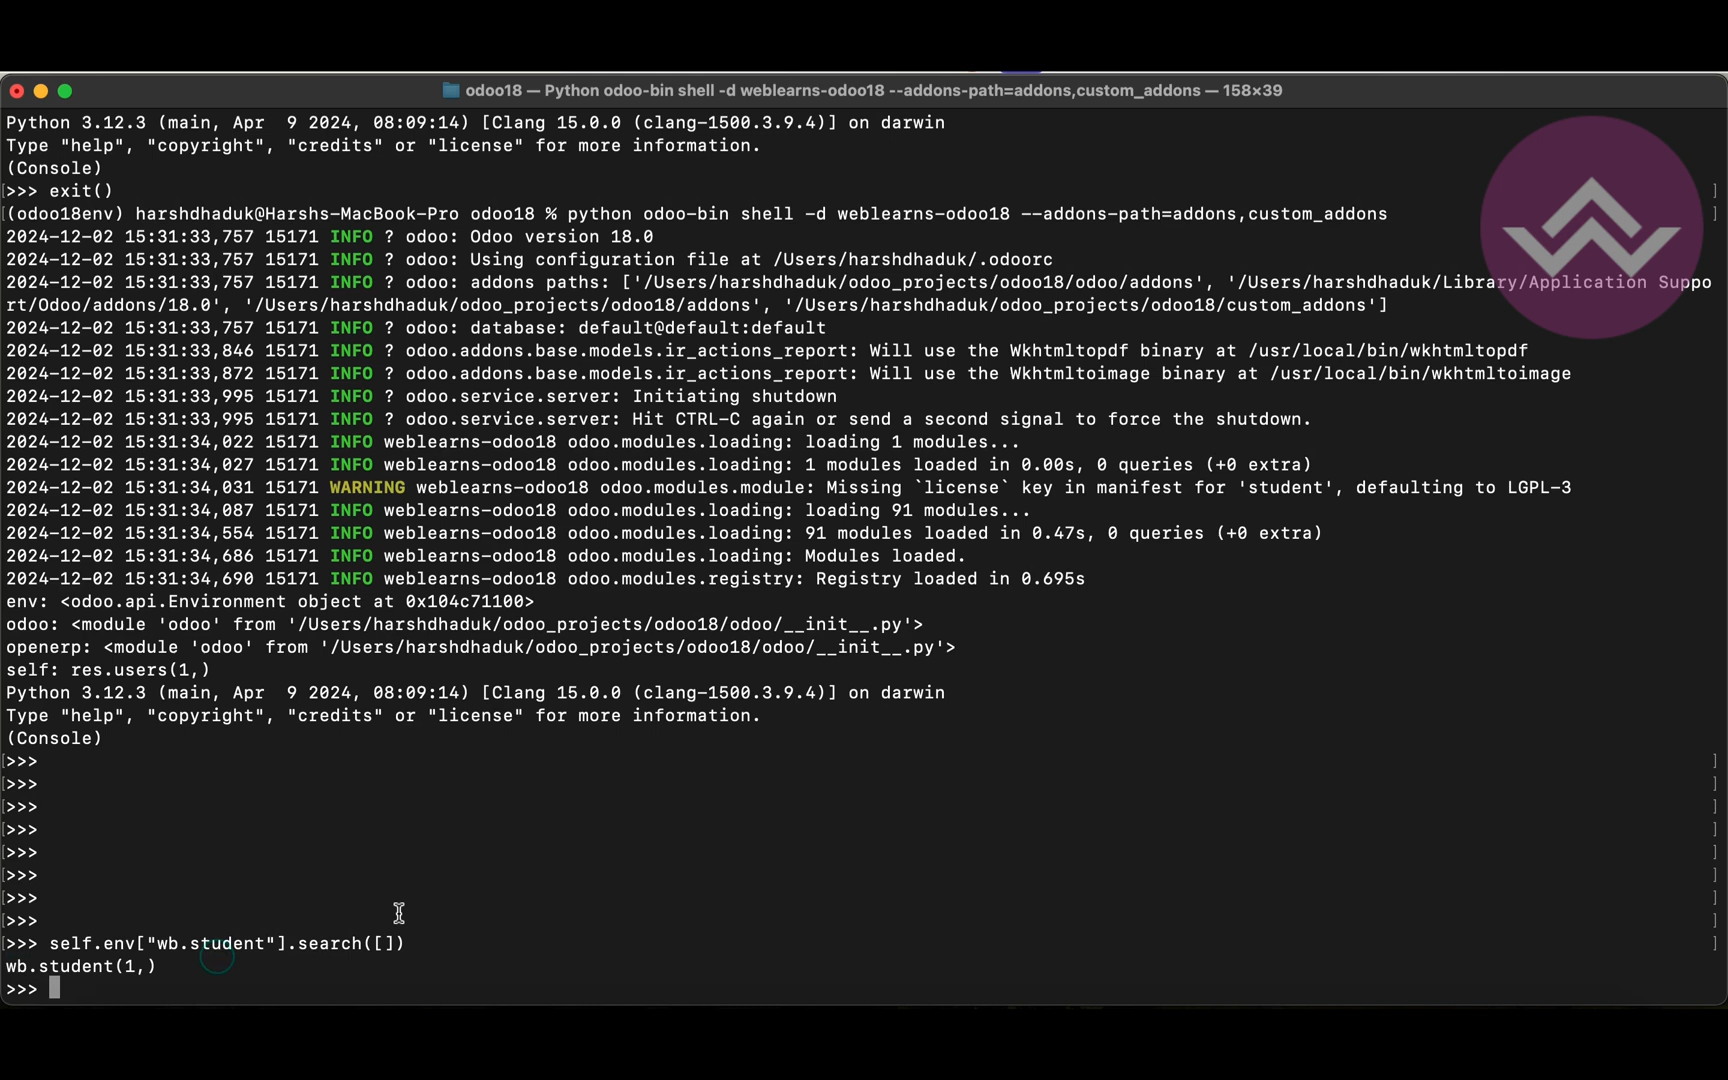 odoo18 — Python odoo-bin shell -d weblearns-odoo18 --addons-path=addons,custom_addons — 158×39
Python 3.12.3 (main, Apr  9 2024, 08:09:14) [Clang 15.0.0 (clang-1500.3.9.4)] on darwin
Type "help", "copyright", "credits" or "license" for more information.
(Console)
[>>> exit() ]
[(odoo18env) harshdhaduk@Harshs-MacBook-Pro odoo18 % python odoo-bin shell -d weblearns-odoo18 --addons-path=addons,custom_addons ]
2024-12-02 15:31:33,757 15171 INFO ? odoo: Odoo version 18.0
2024-12-02 15:31:33,757 15171 INFO ? odoo: Using configuration file at /Users/harshdhaduk/.odoorc
2024-12-02 15:31:33,757 15171 INFO ? odoo: addons paths: ['/Users/harshdhaduk/odoo_projects/odoo18/odoo/addons', '/Users/harshdhaduk/Library/Application Suppo
rt/Odoo/addons/18.0', '/Users/harshdhaduk/odoo_projects/odoo18/addons', '/Users/harshdhaduk/odoo_projects/odoo18/custom_addons']
2024-12-02 15:31:33,757 15171 INFO ? odoo: database: default@default:default
2024-12-02 15:31:33,846 15171 INFO ? odoo.addons.base.models.ir_actions_report: Will use the Wkhtmltopdf binary at /usr/local/bin/wkhtmltopdf
2024-12-02 15:31:33,872 15171 INFO ? odoo.addons.base.models.ir_actions_report: Will use the Wkhtmltoimage binary at /usr/local/bin/wkhtmltoimage
2024-12-02 15:31:33,995 15171 INFO ? odoo.service.server: Initiating shutdown
2024-12-02 15:31:33,995 15171 INFO ? odoo.service.server: Hit CTRL-C again or send a second signal to force the shutdown.
2024-12-02 15:31:34,022 15171 INFO weblearns-odoo18 odoo.modules.loading: loading 1 modules...
2024-12-02 15:31:34,027 15171 INFO weblearns-odoo18 odoo.modules.loading: 1 modules loaded in 0.00s, 0 queries (+0 extra)
2024-12-02 15:31:34,031 15171 WARNING weblearns-odoo18 odoo.modules.module: Missing `license` key in manifest for 'student', defaulting to LGPL-3
2024-12-02 15:31:34,087 15171 INFO weblearns-odoo18 odoo.modules.loading: loading 91 modules...
2024-12-02 15:31:34,554 15171 INFO weblearns-odoo18 odoo.modules.loading: 91 modules loaded in 0.47s, 0 queries (+0 extra)
2024-12-02 15:31:34,686 15171 INFO weblearns-odoo18 odoo.modules.loading: Modules loaded.
2024-12-02 15:31:34,690 15171 INFO weblearns-odoo18 odoo.modules.registry: Registry loaded in 0.695s
env: <odoo.api.Environment object at 0x104c71100>
odoo: <module 'odoo' from '/Users/harshdhaduk/odoo_projects/odoo18/odoo/__init__.py'>
openerp: <module 'odoo' from '/Users/harshdhaduk/odoo_projects/odoo18/odoo/__init__.py'>
self: res.users(1,)
Python 3.12.3 (main, Apr  9 2024, 08:09:14) [Clang 15.0.0 (clang-1500.3.9.4)] on darwin
Type "help", "copyright", "credits" or "license" for more information.
(Console)
[>>> ]
[>>> ]
[>>> ]
[>>> ]
[>>> ]
[>>> ]
[>>> ]
[>>> ]
[>>> self.env["wb.student"].search([]) ]
wb.student(1,)
>>>